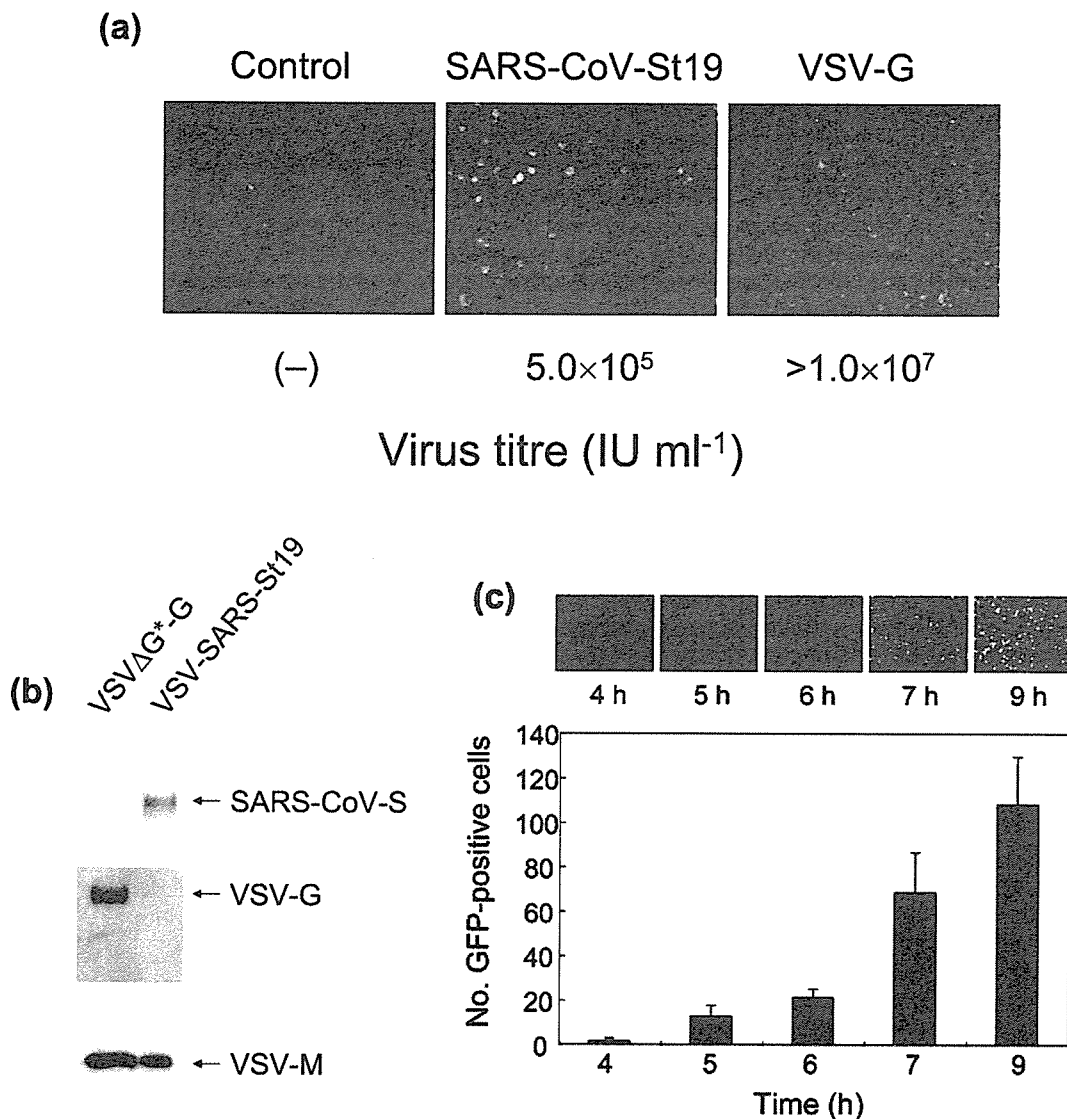 (a)
Control SARS-CoV-St19 VSV-G
(–) 5.0×10⁵ >1.0×10⁷
Virus titre (IU ml⁻¹)
(b)
VSVΔG*-G
VSV-SARS-St19
← SARS-CoV-S
← VSV-G
← VSV-M
(c)
4 h 5 h 6 h 7 h 9 h
No. GFP-positive cells
140
120
100
80
60
40
20
0
4 5 6 7 9
Time (h)